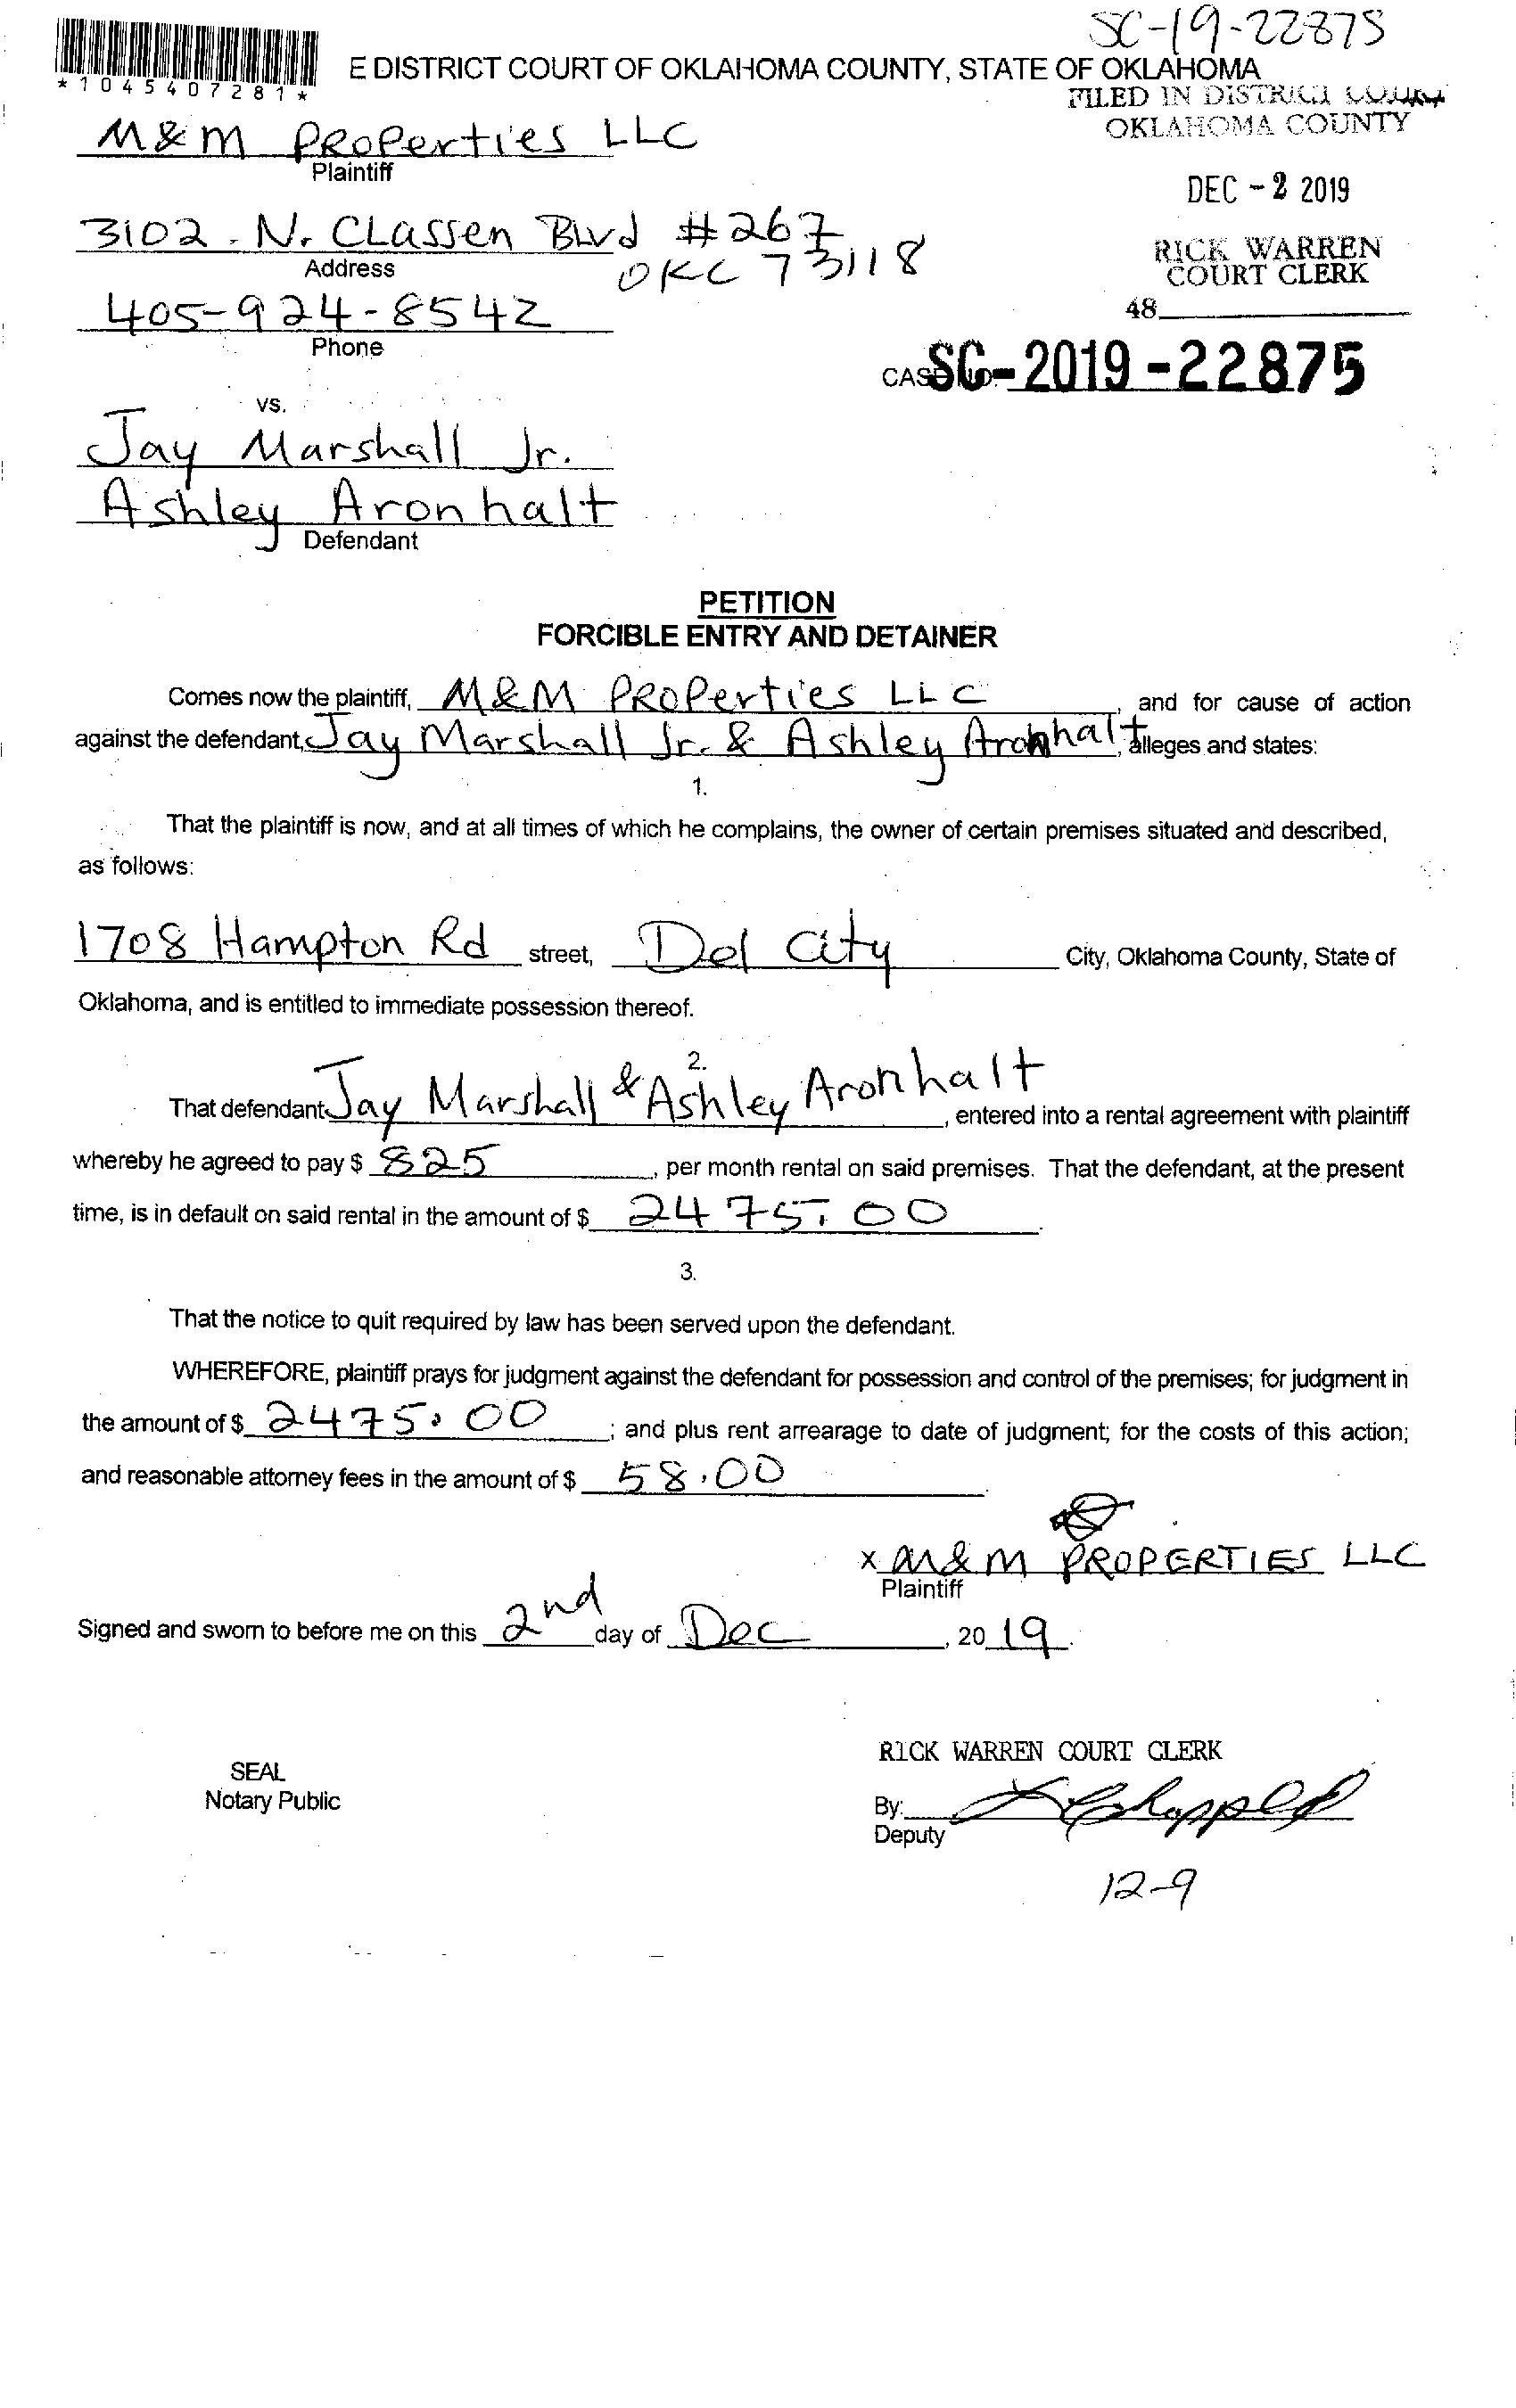 SC-19-22875
*1045407281*
E DISTRICT COURT OF OKLAHOMA COUNTY, STATE OF OKLAHOMA
FILED IN DISTRICT COURT
OKLAHOMA COUNTY
M&M PROPerties LLC
Plaintiff
DEC -2 2019
3102. N. CLassen BLvd #267
Address
OKC 73118
RICK WARREN
COURT CLERK
405-924-8542
Phone
48
CASE NO. SC-2019-22875
vs.
Jay Marshall Jr.
Ashley Aronhalt
Defendant
PETITION
FORCIBLE ENTRY AND DETAINER
Comes now the plaintiff, M&M PROPerties LLC, and for cause of action
against the defendant, Jay Marshall Jr. & Ashley Aronhalt, alleges and states:
1.
That the plaintiff is now, and at all times of which he complains, the owner of certain premises situated and described,
as follows:
1708 Hampton Rd street, Del City City, Oklahoma County, State of
Oklahoma, and is entitled to immediate possession thereof.
2.
That defendant Jay Marshall & Ashley Aronhalt, entered into a rental agreement with plaintiff
whereby he agreed to pay $ 825, per month rental on said premises. That the defendant, at the present
time, is in default on said rental in the amount of $ 2475.00.
3.
That the notice to quit required by law has been served upon the defendant.
WHEREFORE, plaintiff prays for judgment against the defendant for possession and control of the premises; for judgment in
the amount of $ 2475.00; and plus rent arrearage to date of judgment; for the costs of this action;
and reasonable attorney fees in the amount of $ 58.00.
x M&M PROPERTIES LLC
Plaintiff
Signed and sworn to before me on this 2nd day of Dec, 20 19.
RICK WARREN COURT CLERK
SEAL
Notary Public
By:
Deputy
12-9